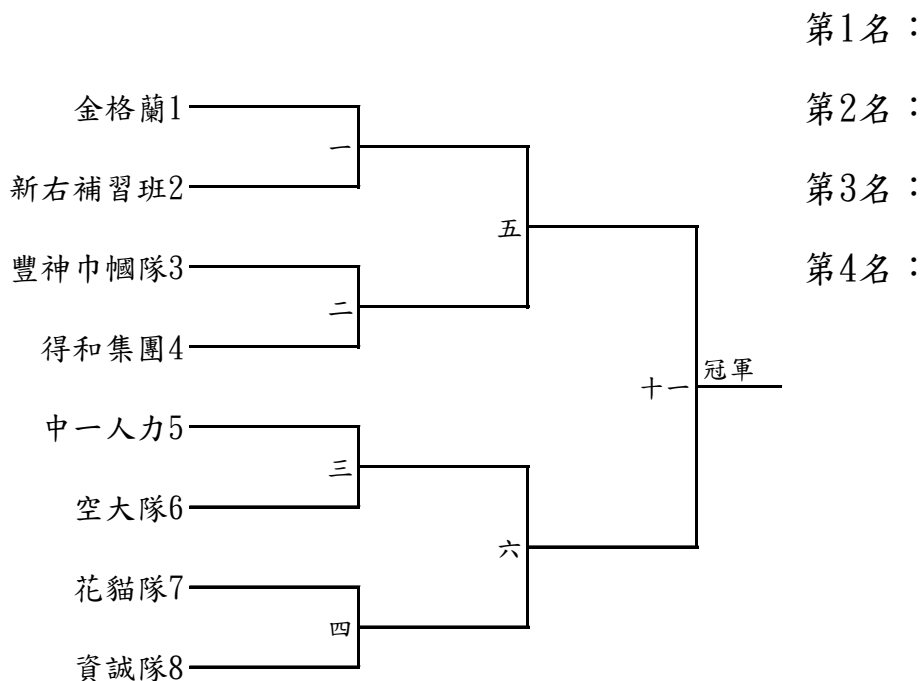 第1名：
金格蘭1
第2名：
一
新右補習班2
第3名：
五
豐神巾幗隊3
第4名：
二
得和集團4
冠軍
十一
中一人力5
三
空大隊6
六
花貓隊7
四
資誠隊8